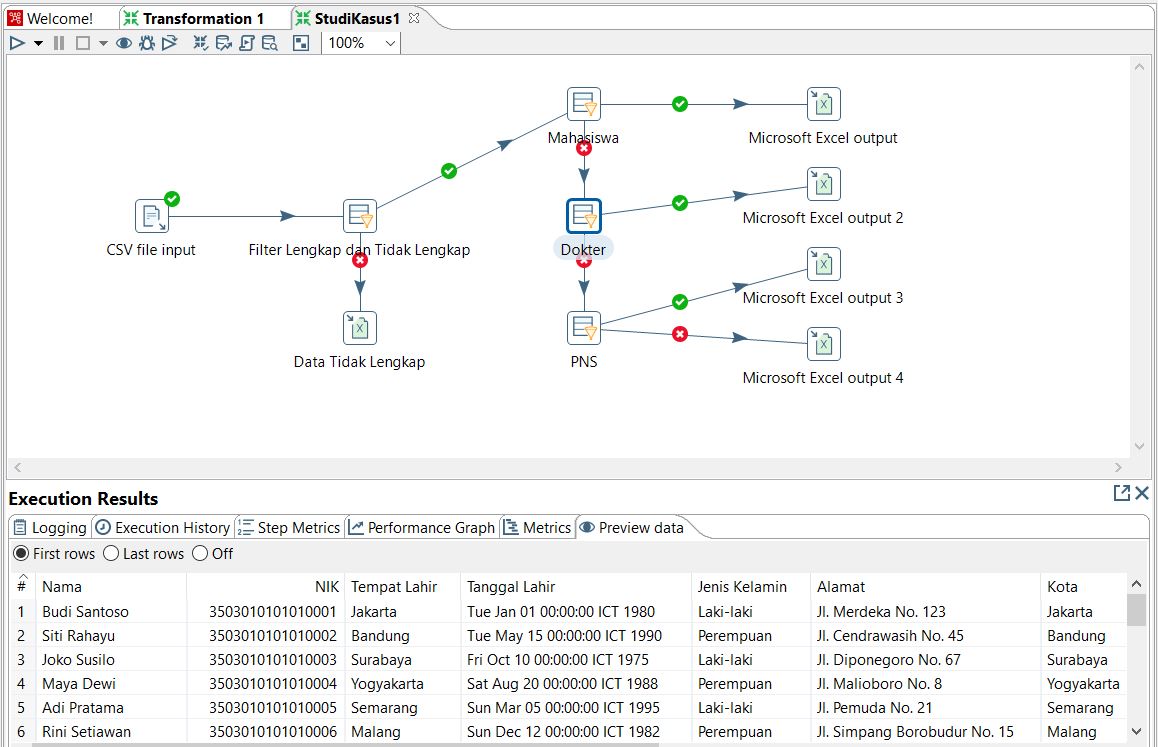 Welcome! Transformation 1 StudiKasus1
100%
Mahasiswa
Microsoft Excel output
Microsoft Excel output 2
CSV file input
Filter Lengkap dan Tidak Lengkap
Dokter
Microsoft Excel output 3
Data Tidak Lengkap
PNS
Microsoft Excel output 4
Execution Results
Logging Execution History Step Metrics Performance Graph Metrics Preview data
First rows Last rows Off
# Nama NIK Tempat Lahir Tanggal Lahir Jenis Kelamin Alamat Kota
1 Budi Santoso 3503010101010001 Jakarta Tue Jan 01 00:00:00 ICT 1980 Laki-laki Jl. Merdeka No. 123 Jakarta
2 Siti Rahayu 3503010101010002 Bandung Tue May 15 00:00:00 ICT 1990 Perempuan Jl. Cendrawasih No. 45 Bandung
3 Joko Susilo 3503010101010003 Surabaya Fri Oct 10 00:00:00 ICT 1975 Laki-laki Jl. Diponegoro No. 67 Surabaya
4 Maya Dewi 3503010101010004 Yogyakarta Sat Aug 20 00:00:00 ICT 1988 Perempuan Jl. Malioboro No. 8 Yogyakarta
5 Adi Pratama 3503010101010005 Semarang Sun Mar 05 00:00:00 ICT 1995 Laki-laki Jl. Pemuda No. 21 Semarang
6 Rini Setiawan 3503010101010006 Malang Sun Dec 12 00:00:00 ICT 1982 Perempuan Jl. Simpang Borobudur No. 15 Malang